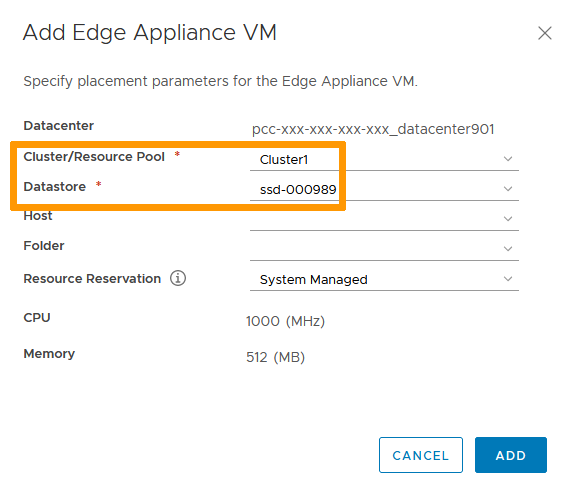 Add Edge Appliance VM
Specify placement parameters for the Edge Appliance VM.
Datacenter pcc-xxx-xxx-xxx-xxx_datacenter901
Cluster/Resource Pool * Cluster1
Datastore * ssd-000989
Host
Folder
Resource Reservation System Managed
CPU 1000 (MHz)
Memory 512 (MB)
CANCEL ADD